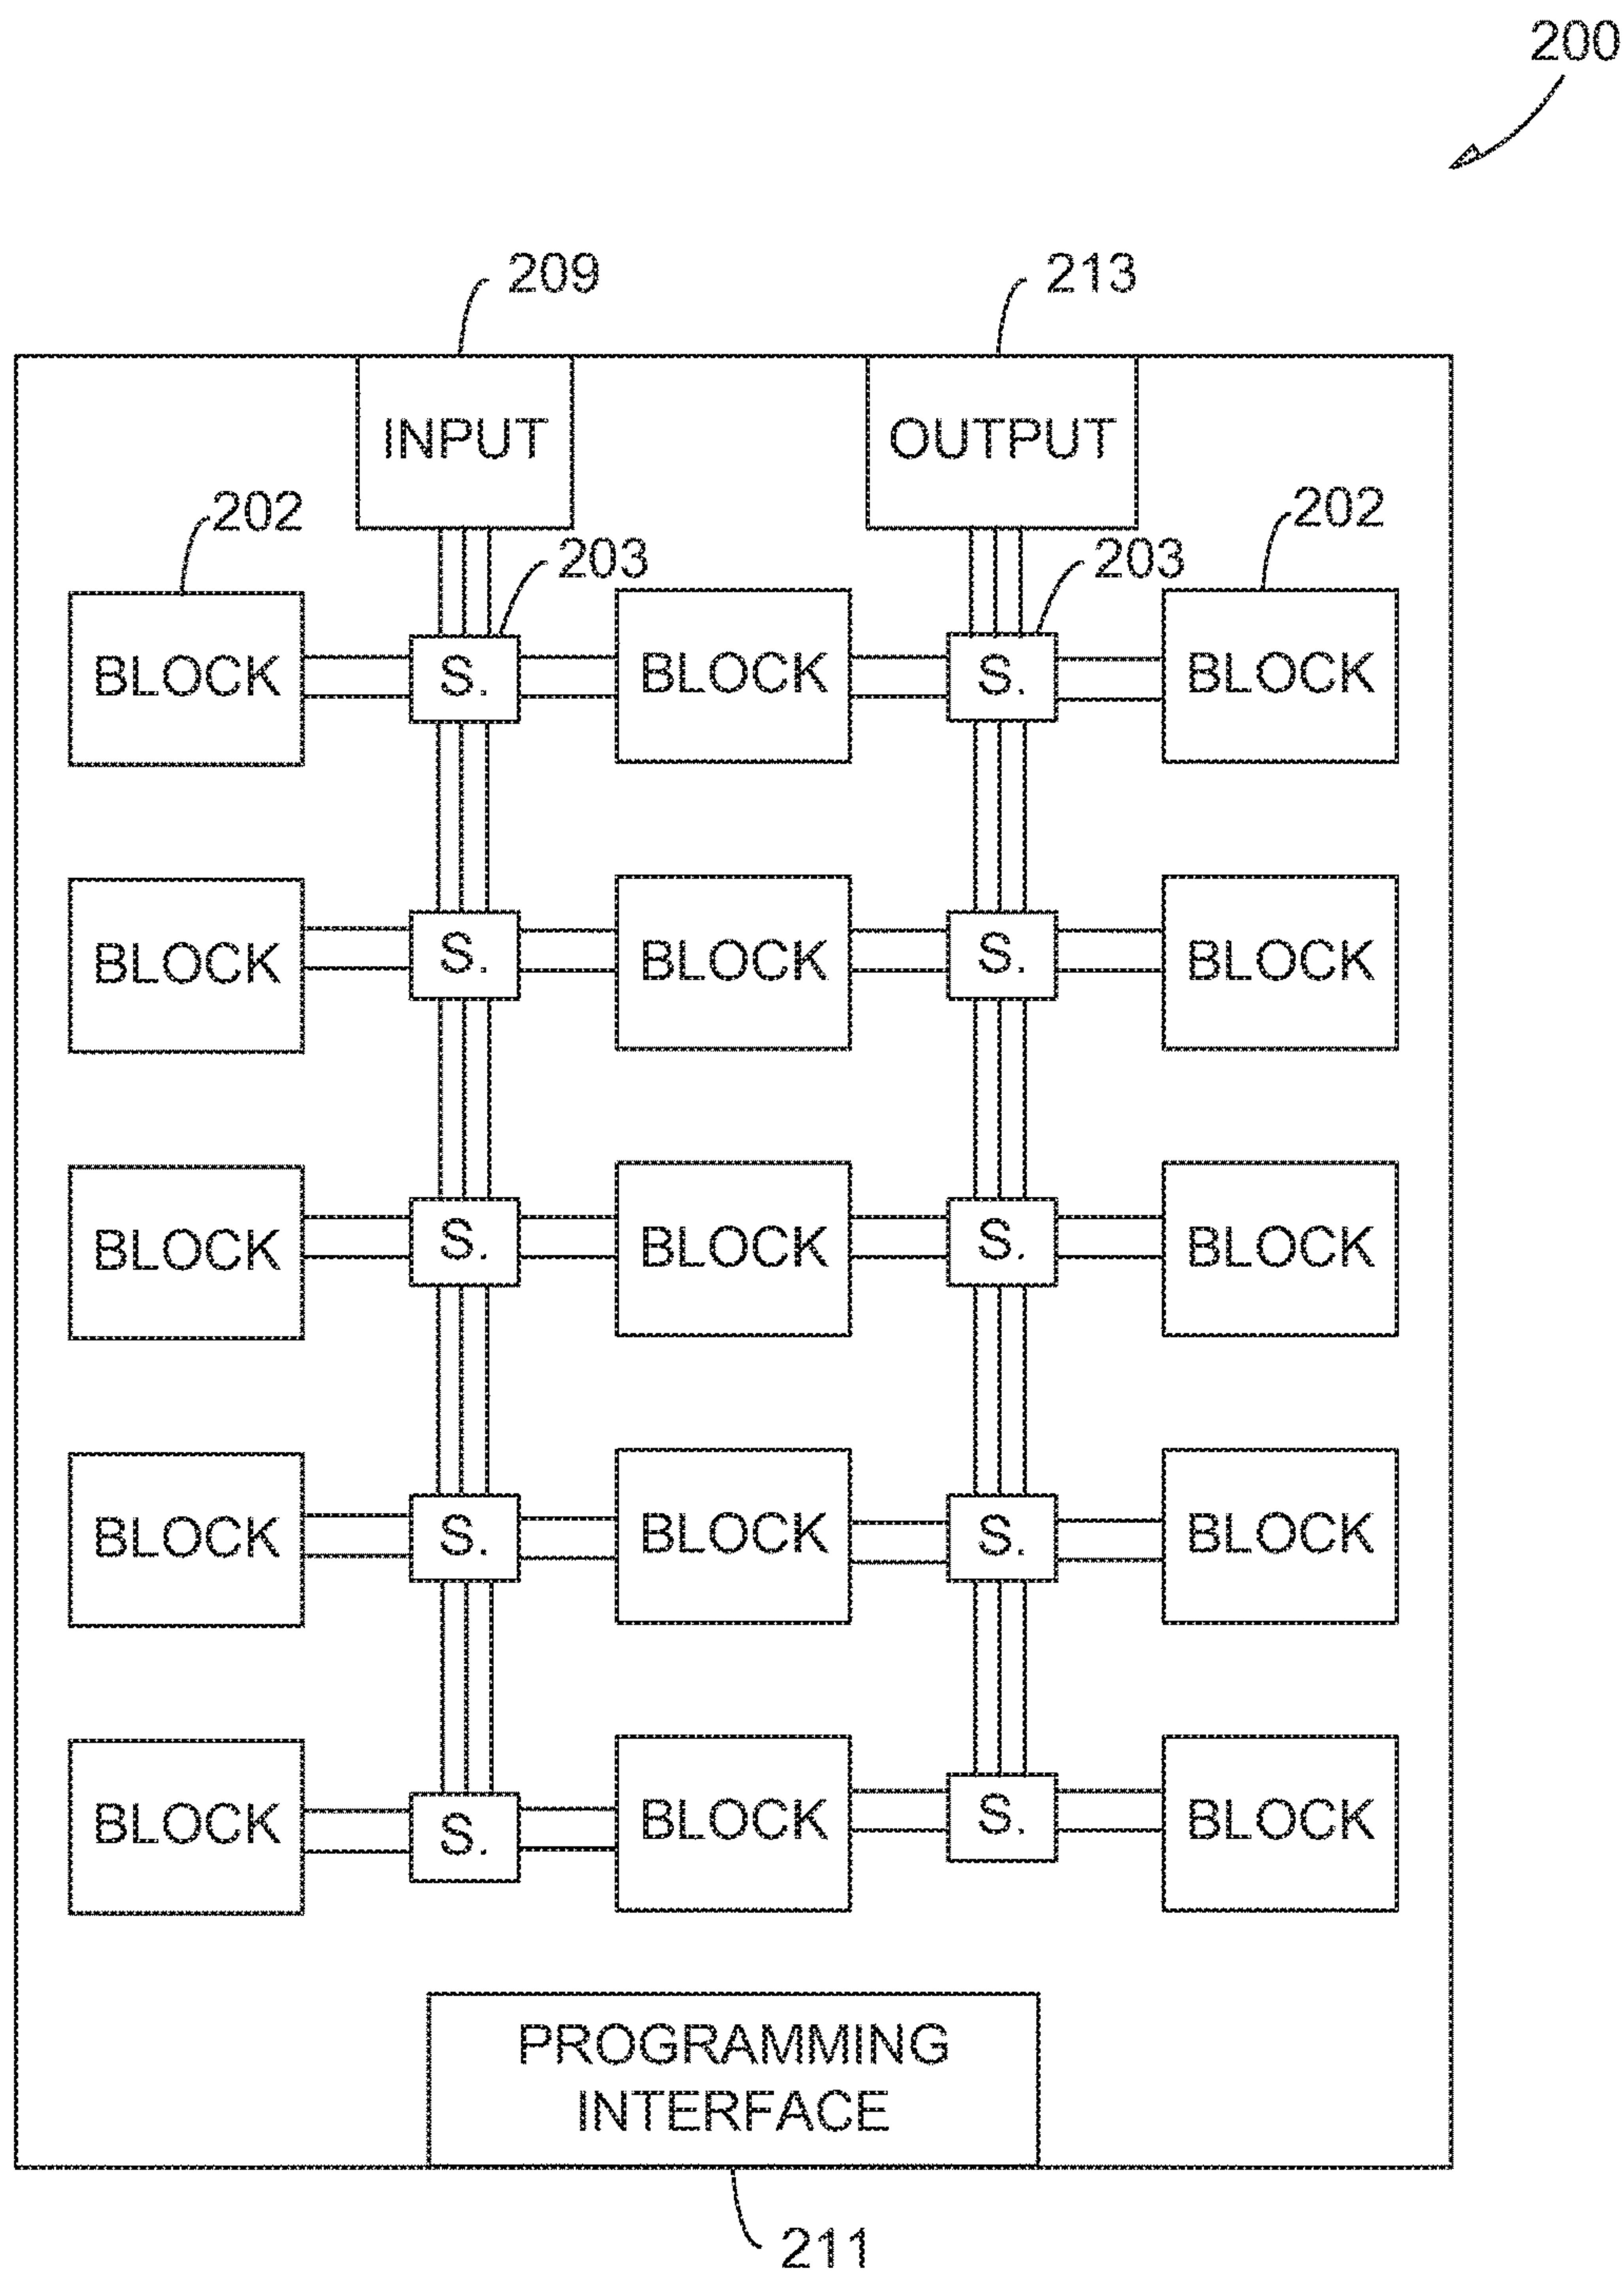 200
209
213
INPUT
OUTPUT
202
203
203
202
BLOCK
S.
BLOCK
S.
BLOCK
BLOCK
S.
BLOCK
S.
BLOCK
BLOCK
S.
BLOCK
S.
BLOCK
BLOCK
S.
BLOCK
S.
BLOCK
BLOCK
S.
BLOCK
S.
BLOCK
PROGRAMMING
INTERFACE
211